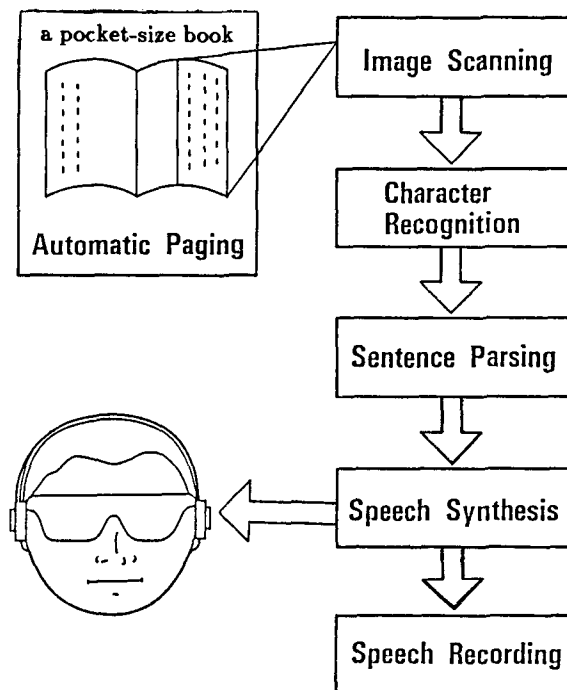 a pocket-size book
Automatic Paging
Image Scanning
Character
Recognition
Sentence Parsing
Speech Synthesis
Speech Recording